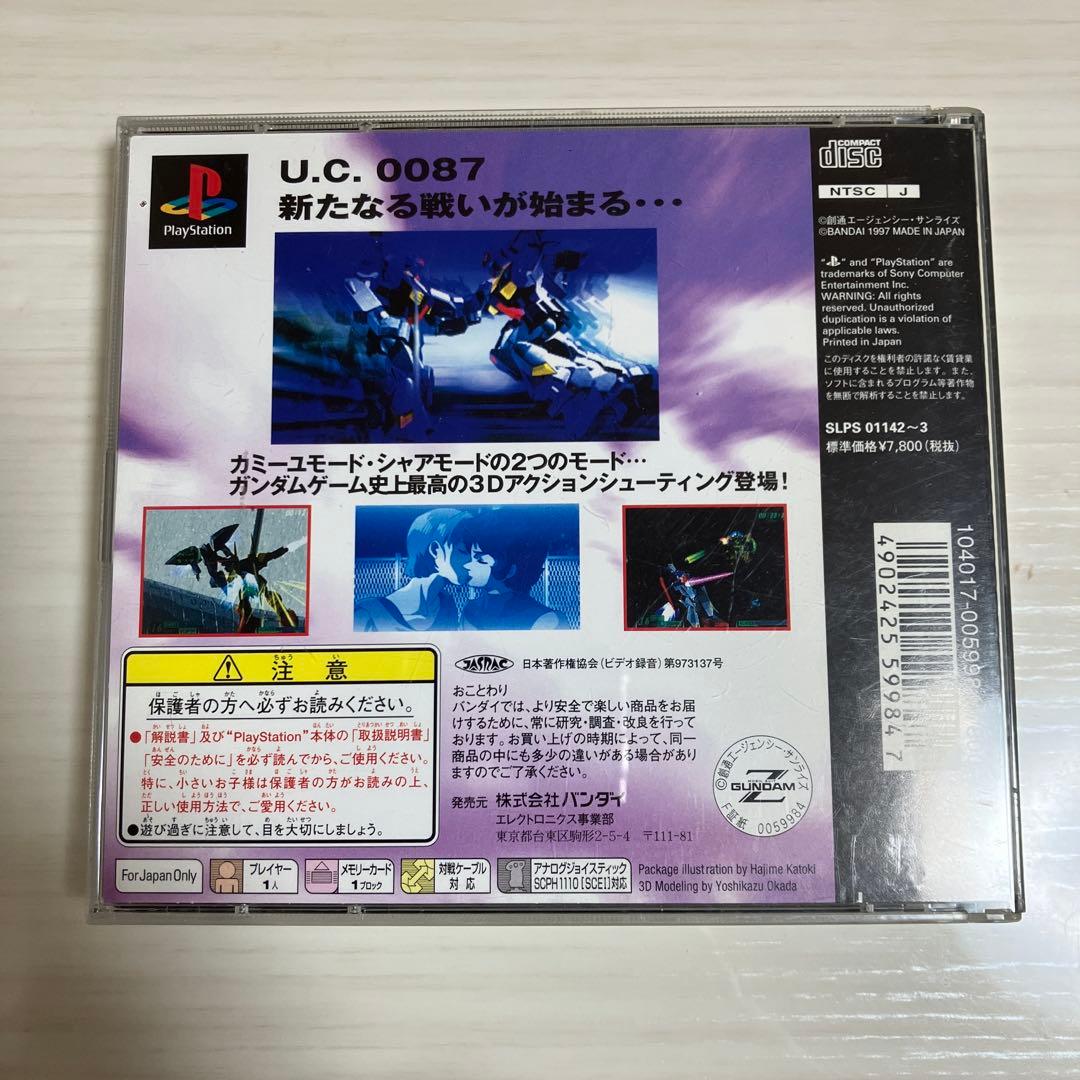 PlayStation
U.C. 0087
新たなる戦いが始まる・・・
カミーユモード・シャアモードの2つのモード…
ガンダムゲーム史上最高の3Dアクションシューティング登場!
注意
ちゅう い
保護者の方へ必ずお読みください。
●「解説書」及び“PlayStation”本体の「取扱説明書」
「安全のために」を必ず読んでから、ご使用ください。
特に、小さいお子様は保護者の方がお読みの上、
正しい使用方法で、ご愛用ください。
●遊び過ぎに注意して、目を大切にしましょう。
JASRAC 日本著作権協会(ビデオ録音)第973137号
おことわり
バンダイでは、より安全で楽しい商品をお届
けするために、常に研究・調査・改良を行って
おります。お買い上げの時期によって、同一
商品の中にも多少の違いがある場合があり
ますのでご了承ください。
発売元 株式会社バンダイ
エレクトロニクス事業部
東京都台東区駒形2-5-4 〒111-81
©創通エージェンシー・サンライズ
Z
GUNDAM
F証紙 0059984
For Japan Only
プレイヤー
1人
メモリーカード
1ブロック
対戦ケーブル
対応
アナログジョイスティック
SCPH1110[SCEI]対応
Package illustration by Hajime Katoki
3D Modeling by Yoshikazu Okada
COMPACT
disc
NTSC J
©創通エージェンシー・サンライズ
©BANDAI 1997 MADE IN JAPAN
“ ” and “PlayStation” are
trademarks of Sony Computer
Entertainment Inc.
WARNING: All rights
reserved. Unauthorized
duplication is a violation of
applicable laws.
Printed in Japan
このディスクを権利者の許諾なく賃貸業
に使用することを禁止します。また、
ソフトに含まれるプログラム等著作物
を無断で解析することを禁止します。
SLPS 01142~3
標準価格¥7,800(税抜)
4902425 599847